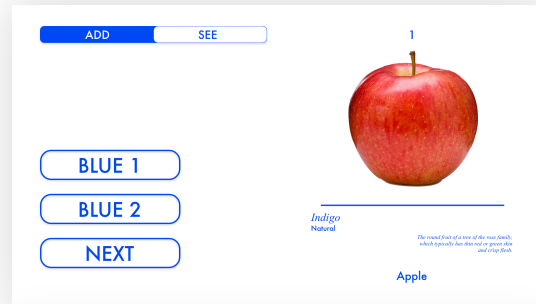 ADD
SEE
BLUE 1
BLUE 2
NEXT
1
Indigo
Natural
The round fruit of a tree of the rose family,
which typically has thin red or green skin
and crisp flesh.
Apple